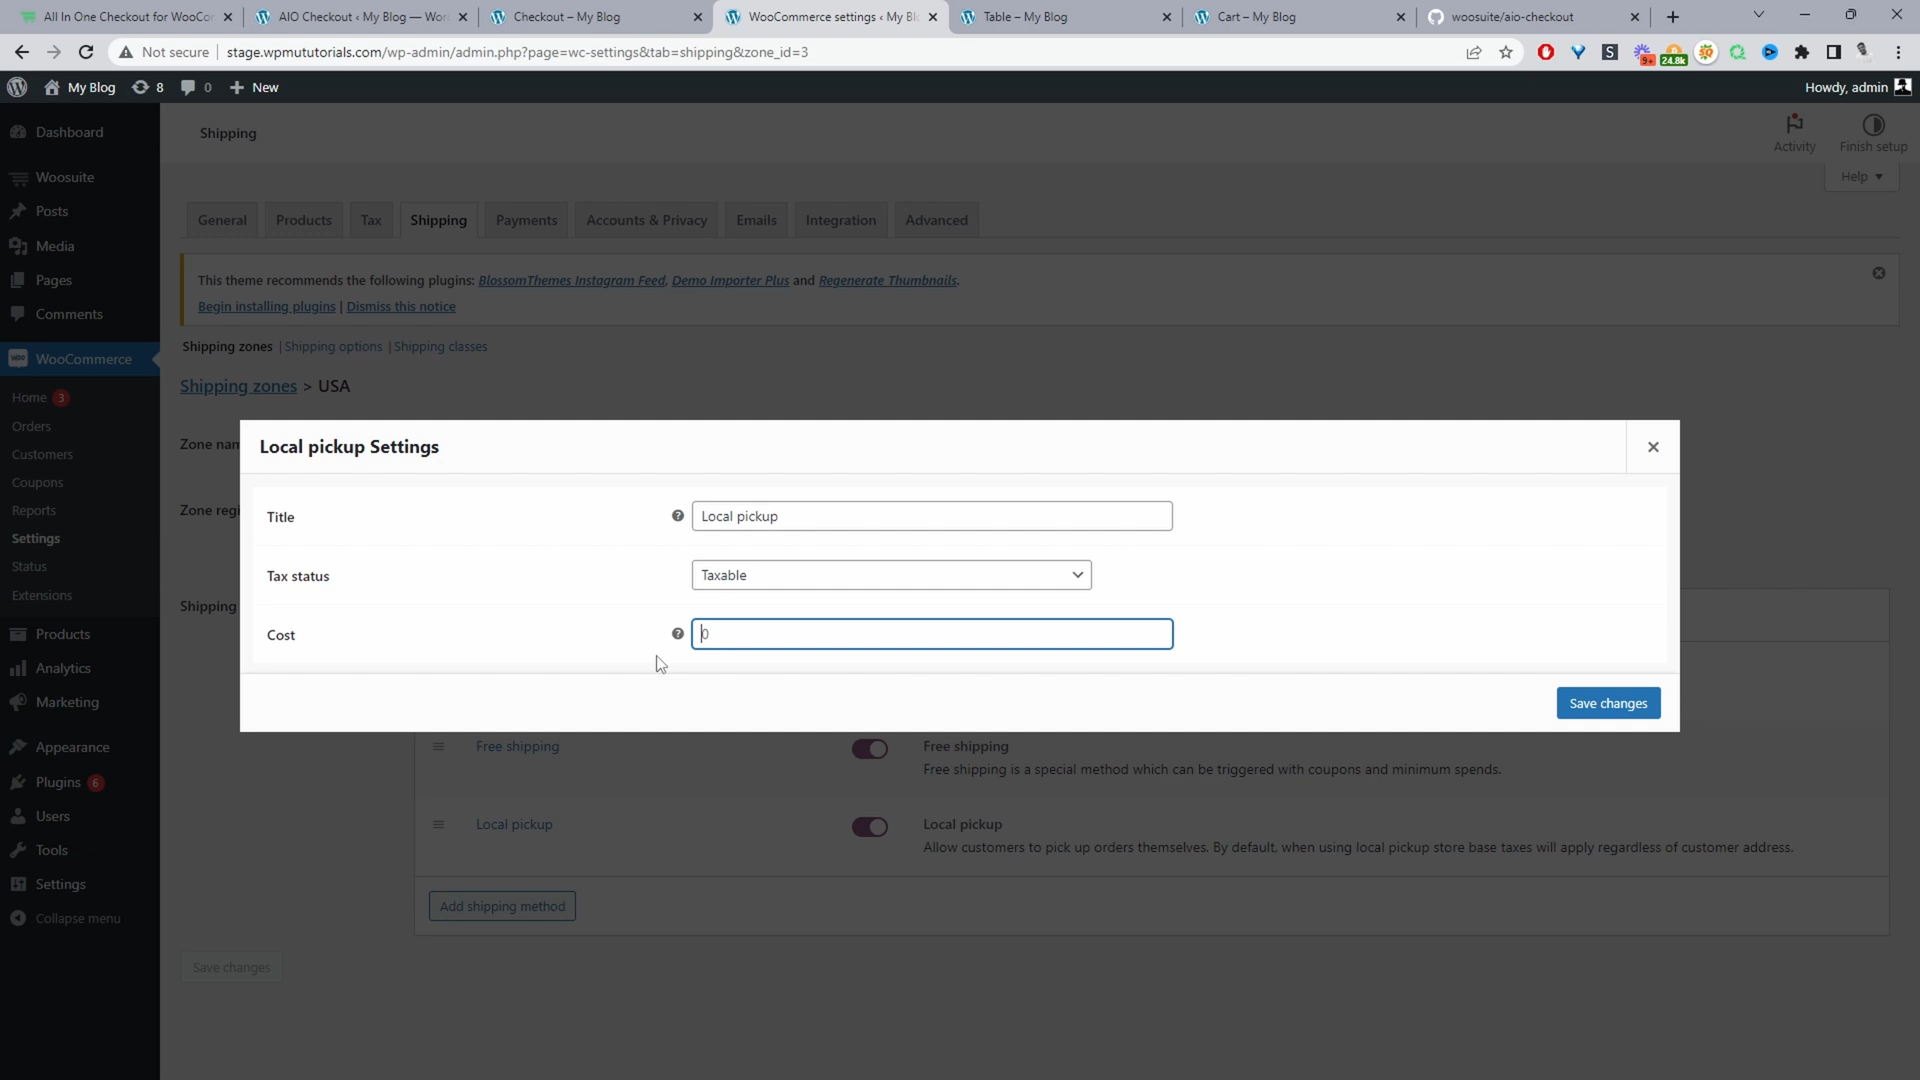 All In One Checkout for WooCor
AIO Checkout ‹ My Blog — Wor
Checkout – My Blog
WooCommerce settings ‹ My Bl
Table – My Blog
Cart – My Blog
woosuite/aio-checkout
Not secure
stage.wpmututorials.com/wp-admin/admin.php?page=wc-settings&tab=shipping&zone_id=3
9+
24.8k
My Blog
8
0
New
Howdy, admin
Dashboard
Woosuite
Posts
Media
Pages
Comments
WooCommerce
Home 3
Orders
Customers
Coupons
Reports
Settings
Status
Extensions
Products
Analytics
Marketing
Appearance
Plugins 6
Users
Tools
Settings
Collapse menu
Shipping
Activity
Finish setup
Help
General
Products
Tax
Shipping
Payments
Accounts & Privacy
Emails
Integration
Advanced
This theme recommends the following plugins: BlossomThemes Instagram Feed, Demo Importer Plus and Regenerate Thumbnails.
Begin installing plugins | Dismiss this notice
Shipping zones | Shipping options | Shipping classes
Shipping zones > USA
Zone nam
Zone regi
Shipping
Local pickup Settings
Title
Local pickup
Tax status
Taxable
Cost
0
Save changes
Free shipping
Free shipping
Free shipping is a special method which can be triggered with coupons and minimum spends.
Local pickup
Local pickup
Allow customers to pick up orders themselves. By default, when using local pickup store base taxes will apply regardless of customer address.
Add shipping method
Save changes